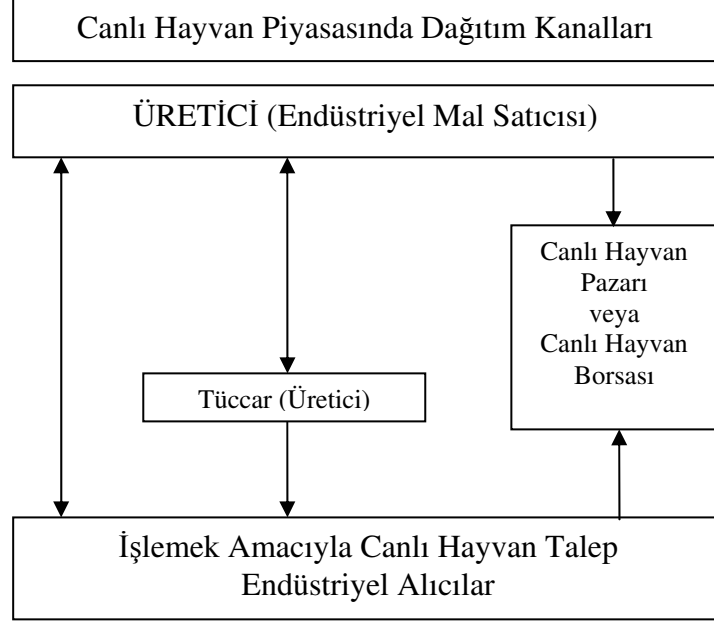 Canlı Hayvan Piyasasında Dağıtım Kanalları
ÜRETİCİ (Endüstriyel Mal Satıcısı)
Canlı Hayvan
Pazarı
veya
Canlı Hayvan
Borsası
Tüccar (Üretici)
İşlemek Amacıyla Canlı Hayvan Talep
Endüstriyel Alıcılar